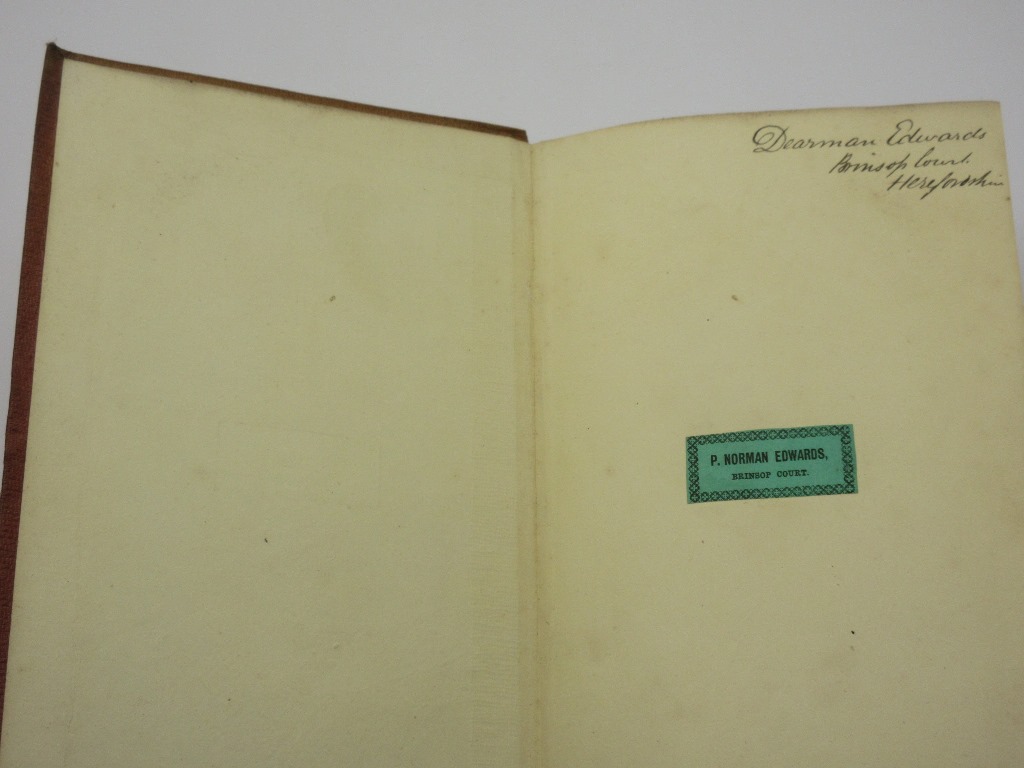 Dearman Edwards
Brinsop Court.
Herefordshire
P. NORMAN EDWARDS,
BRINSOP COURT.